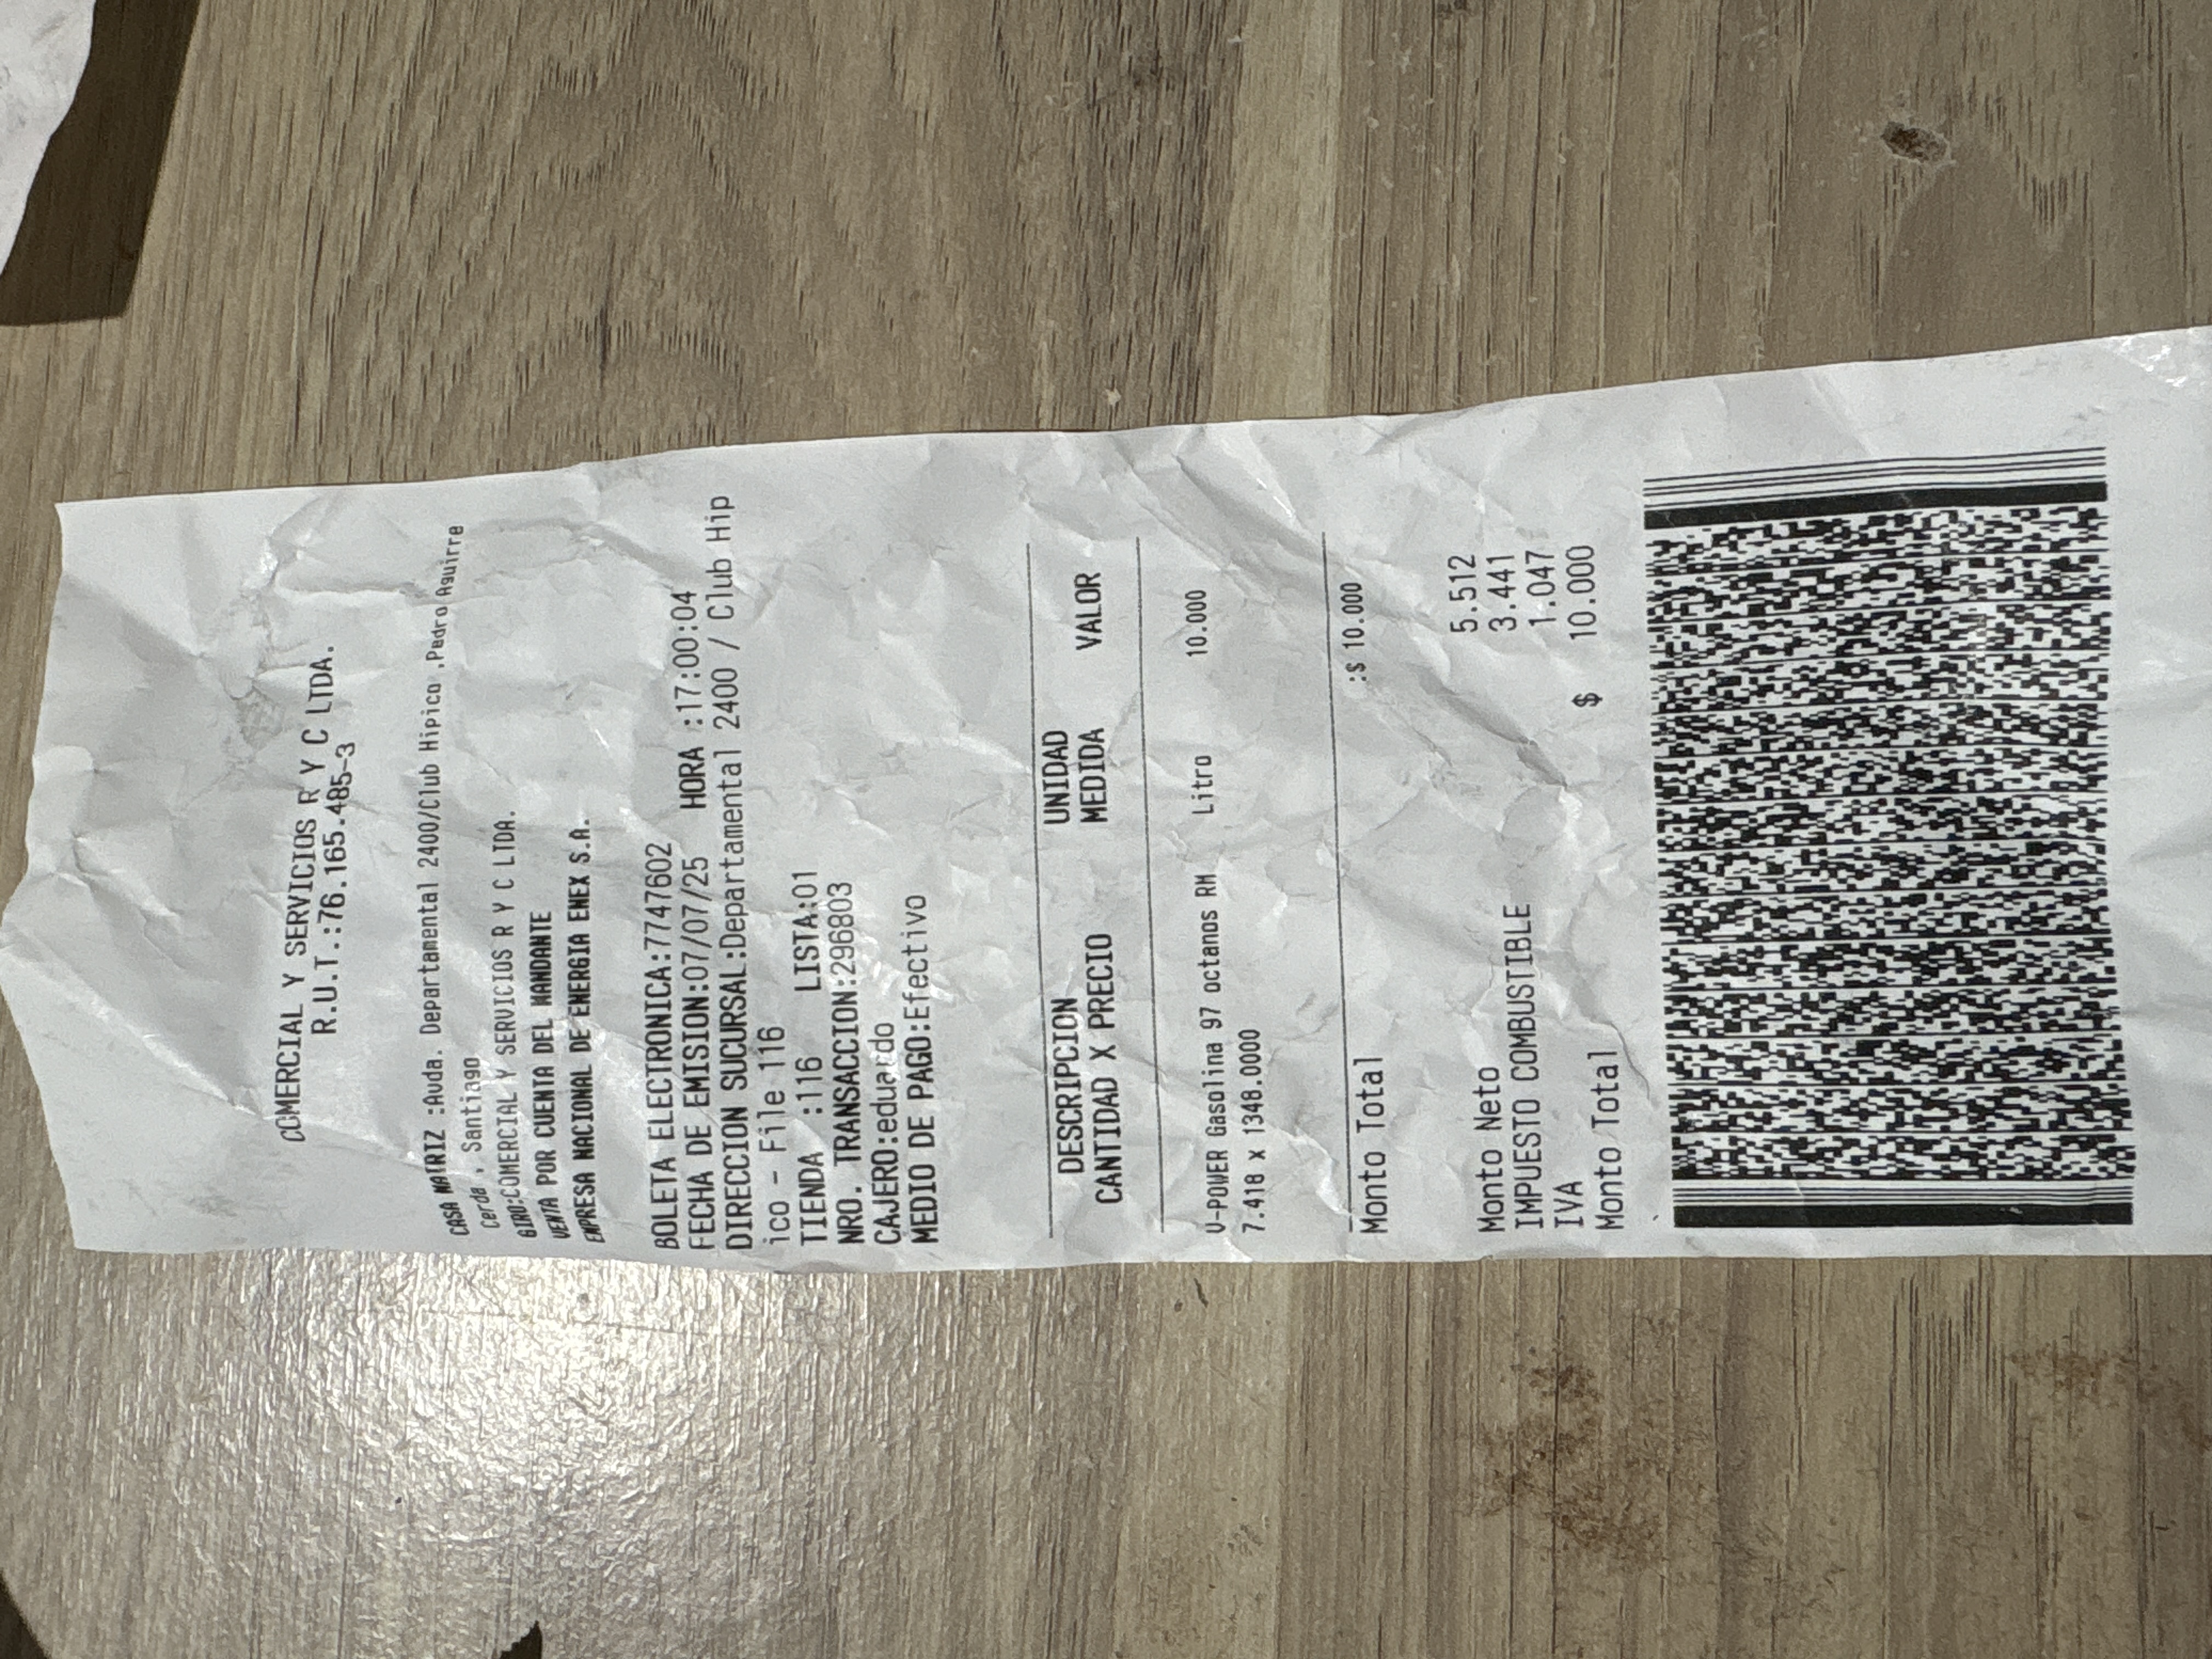 COMERCIAL Y SERVICIOS R Y C LTDA.
R.U.T.:76.165.485-3
CASA MATRIZ :Avda. Departamental 2400/Club Hipico ,Pedro Aguirre
Cerda , Santiago
GIRO:COMERCIAL Y SERVICIOS R Y C LTDA.
VENTA POR CUENTA DEL MANDANTE
EMPRESA NACIONAL DE ENERGIA ENEX S.A.
BOLETA ELECTRONICA:7747602
FECHA DE EMISION:07/07/25 HORA :17:00:04
DIRECCION SUCURSAL:Departamental 2400 / Club Hip
ico - File 116
TIENDA :116 LISTA:01
NRO. TRANSACCION:296803
CAJERO:eduardo
MEDIO DE PAGO:Efectivo
DESCRIPCION UNIDAD
CANTIDAD X PRECIO MEDIDA VALOR
V-POWER Gasolina 97 octanos RM Litro 10.000
7.418 x 1348.0000
Monto Total :$ 10.000
Monto Neto 5.512
IMPUESTO COMBUSTIBLE 3.441
IVA 1.047
Monto Total $ 10.000